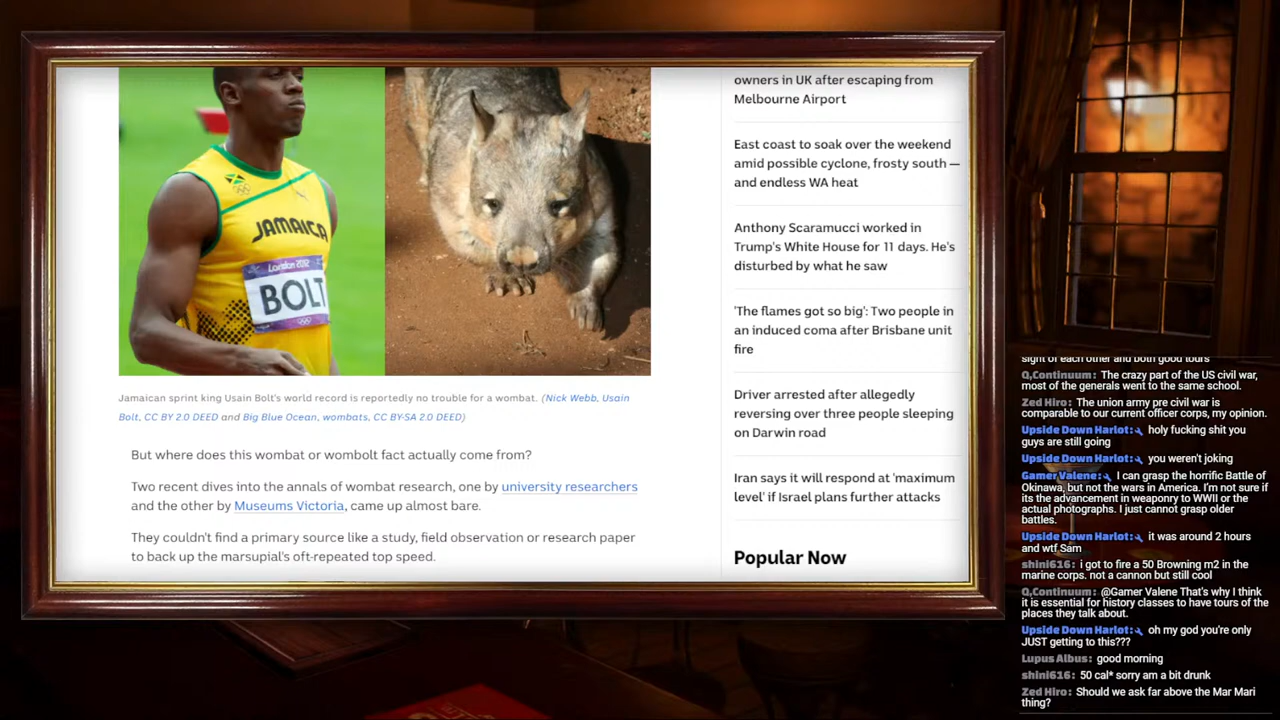 JAMAICA
London 2012
BOLT
Jamaican sprint king Usain Bolt's world record is reportedly no trouble for a wombat. (Nick Webb, Usain
Bolt, CC BY 2.0 DEED and Big Blue Ocean, wombats, CC BY-SA 2.0 DEED)
But where does this wombat or wombolt fact actually come from?
Two recent dives into the annals of wombat research, one by university researchers
and the other by Museums Victoria, came up almost bare.
They couldn't find a primary source like a study, field observation or research paper
to back up the marsupial's oft-repeated top speed.
owners in UK after escaping from
Melbourne Airport
East coast to soak over the weekend
amid possible cyclone, frosty south —
and endless WA heat
Anthony Scaramucci worked in
Trump's White House for 11 days. He's
disturbed by what he saw
'The flames got so big': Two people in
an induced coma after Brisbane unit
fire
Driver arrested after allegedly
reversing over three people sleeping
on Darwin road
Iran says it will respond at 'maximum
level' if Israel plans further attacks
Popular Now
sight of each other and both good tours
Q,Continuum: The crazy part of the US civil war,
most of the generals went to the same school.
Zed Hiro: The union army pre civil war is
comparable to our current officer corps, my opinion.
Upside Down Harlot: holy fucking shit you
guys are still going
Upside Down Harlot: you weren't joking
Gamer Valene: I can grasp the horrific Battle of
Okinawa, but not the wars in America. I'm not sure if
its the advancement in weaponry to WWII or the
actual photographs. I just cannot grasp older
battles.
Upside Down Harlot: it was around 2 hours
and wtf Sam
shini616: i got to fire a 50 Browning m2 in the
marine corps. not a cannon but still cool
Q,Continuum: @Gamer Valene That's why I think
it is essential for history classes to have tours of the
places they talk about.
Upside Down Harlot: oh my god you're only
JUST getting to this???
Lupus Albus: good morning
shini616: 50 cal* sorry am a bit drunk
Zed Hiro: Should we ask far above the Mar Mari
thing?